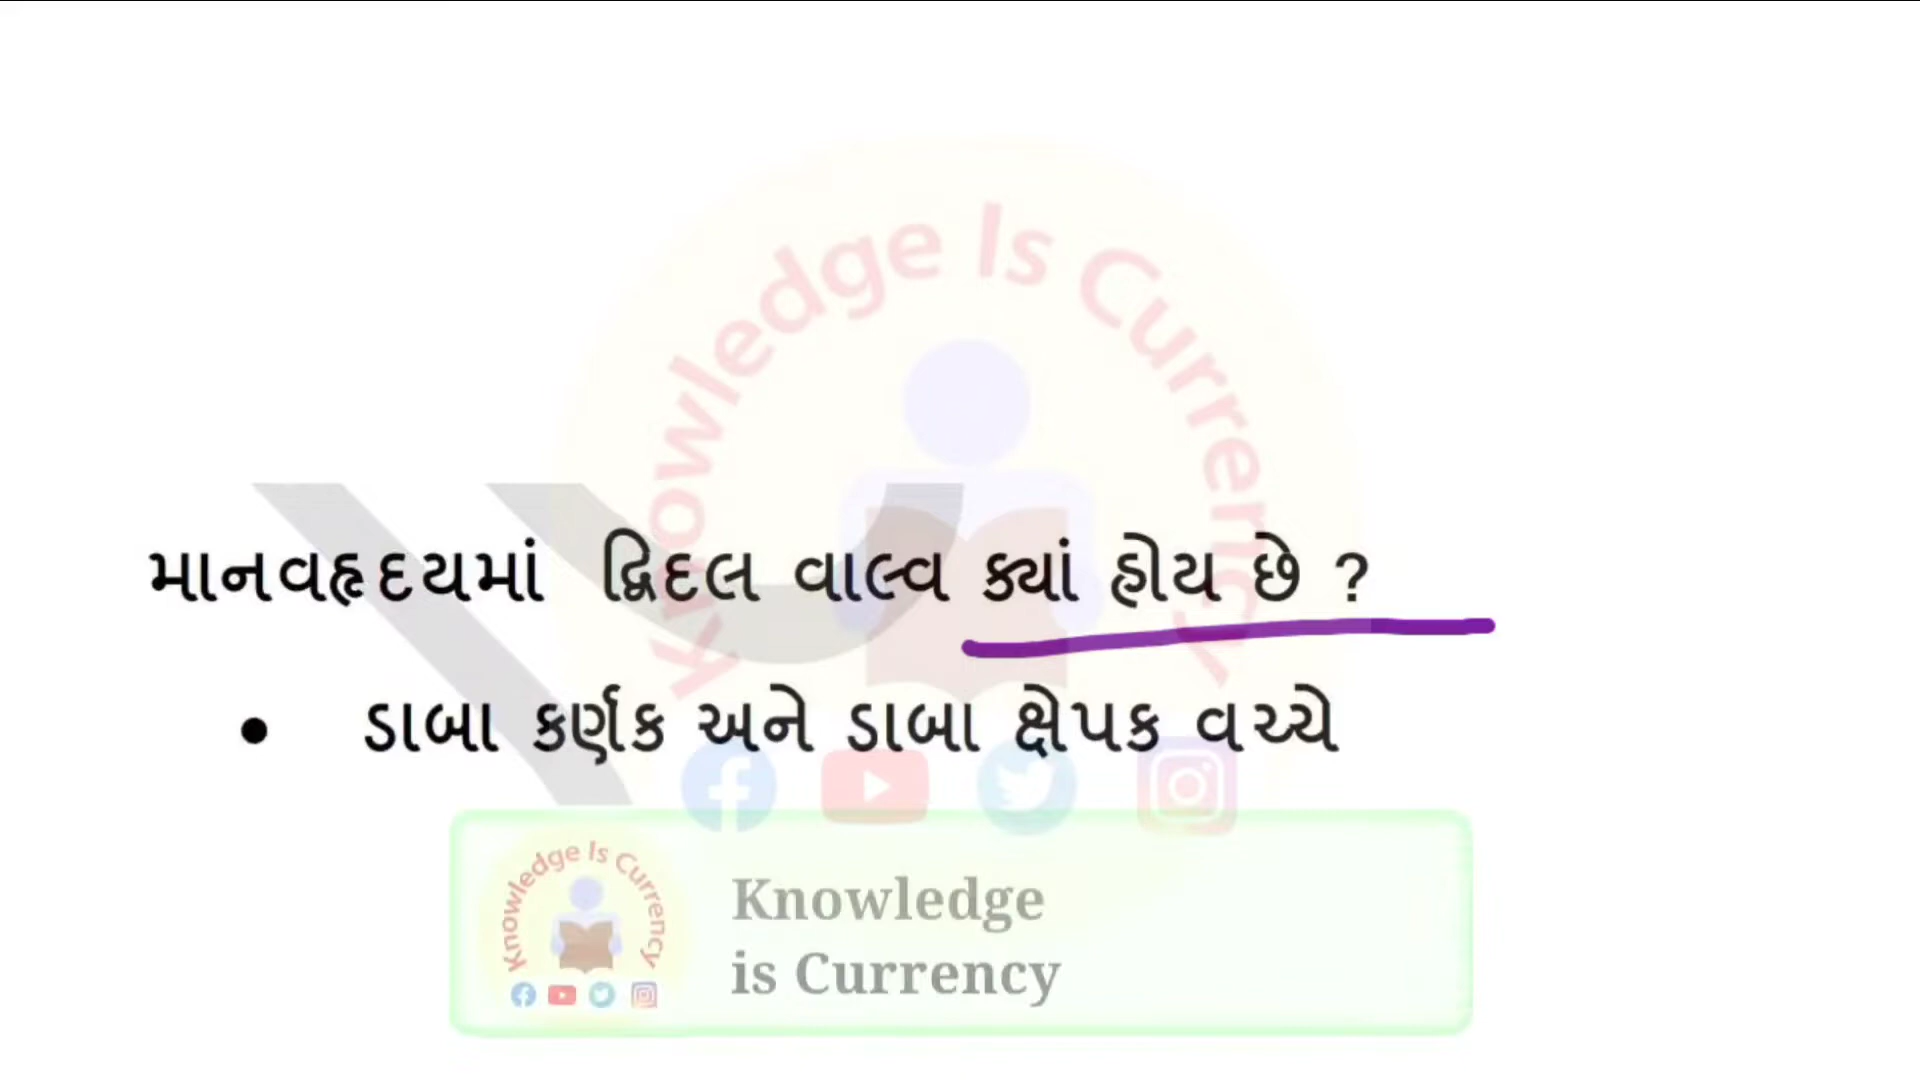 Knowledge Is Currency
માનવહૃદયમાં દ્વિદલ વાલ્વ ક્યાં હોય છે ?
• ડાબા કર્ણક અને ડાબા ક્ષેપક વચ્ચે
Knowledge Is Currency
Knowledge
is Currency